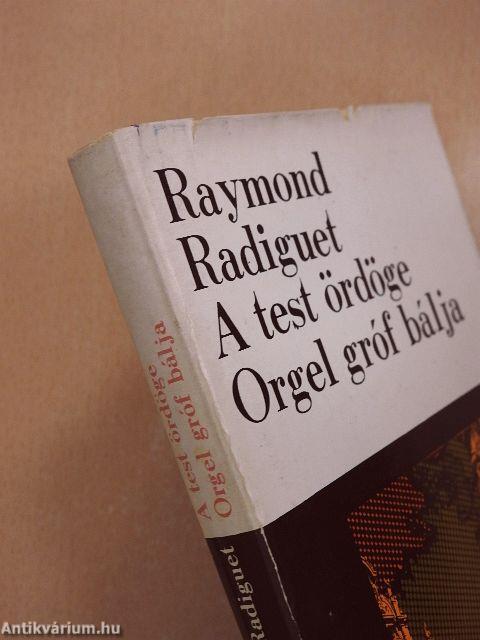 Raymond
Radiguet
A test ördöge
Orgel gróf bálja
A test ördöge
Orgel gróf bálja
Radiguet
Antikvárium.hu